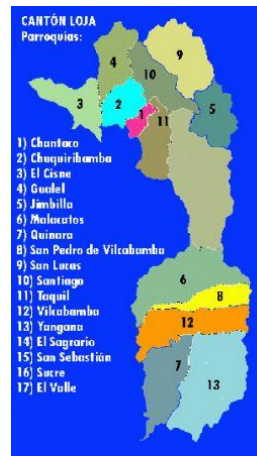 CANTÓN LOJA
Parroquias:
9
4
10
3
2
1
11
5
1) Chantaco
2) Chuquiribamba
3) El Cisne
4) Gualel
5) Jimbilla
6) Malacatos
7) Quinara
8) San Pedro de Vilcabamba
9) San Lucas
10) Santiago
11) Taquil
12) Vilcabamba
13) Yangana
14) El Sagrario
15) San Sebastián
16) Sucre
17) El Valle
6
8
12
7
13